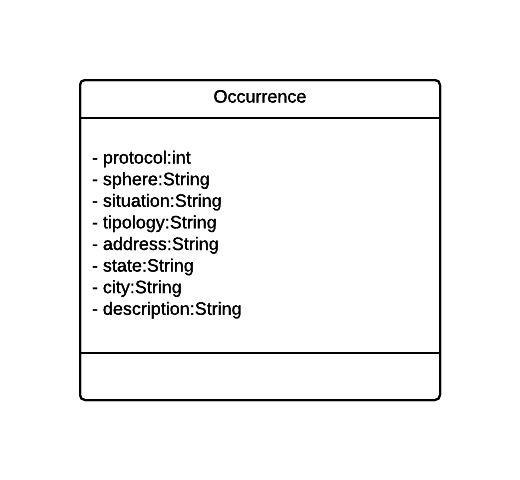 Occurrence
- protocol:int
- sphere:String
- situation:String
- tipology:String
- address:String
- state:String
- city:String
- description:String